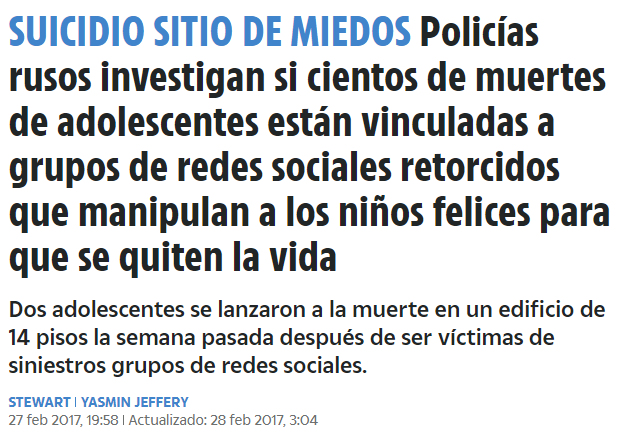 SUICIDIO SITIO DE MIEDOS Policías
rusos investigan si cientos de muertes
de adolescentes están vinculadas a
grupos de redes sociales retorcidos
que manipulan a los niños felices para
que se quiten la vida
Dos adolescentes se lanzaron a la muerte en un edificio de
14 pisos la semana pasada después de ser víctimas de
siniestros grupos de redes sociales.
STEWART | YASMIN JEFFERY
27 feb 2017, 19:58 | Actualizado: 28 feb 2017, 3:04